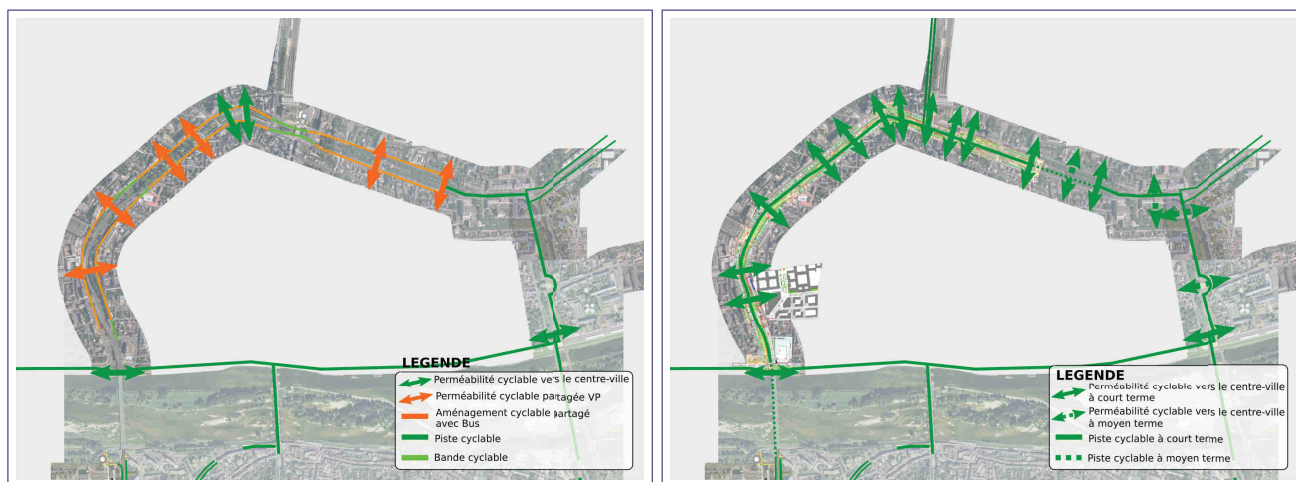 LEGENDE
Perméabilité cyclable vers le centre-ville
Perméabilité cyclable partagée VP
Aménagement cyclable partagé
avec Bus
Piste cyclable
Bande cyclable
LEGENDE
Perméabilité cyclable vers le centre-ville
à court terme
Perméabilité cyclable vers le centre-ville
à moyen terme
Piste cyclable à court terme
Piste cyclable à moyen terme